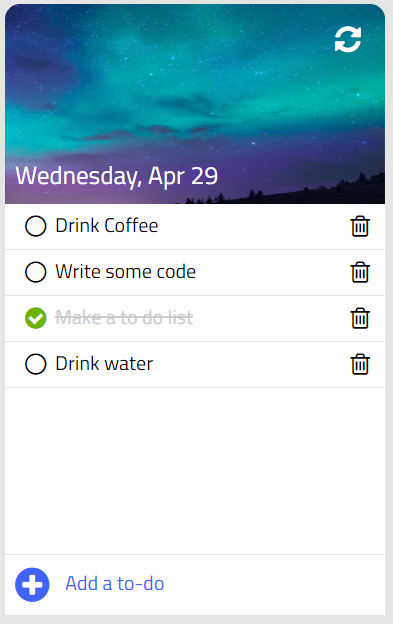 Wednesday, Apr 29
Drink Coffee
Write some code
Make a to do list
Drink water
Add a to-do